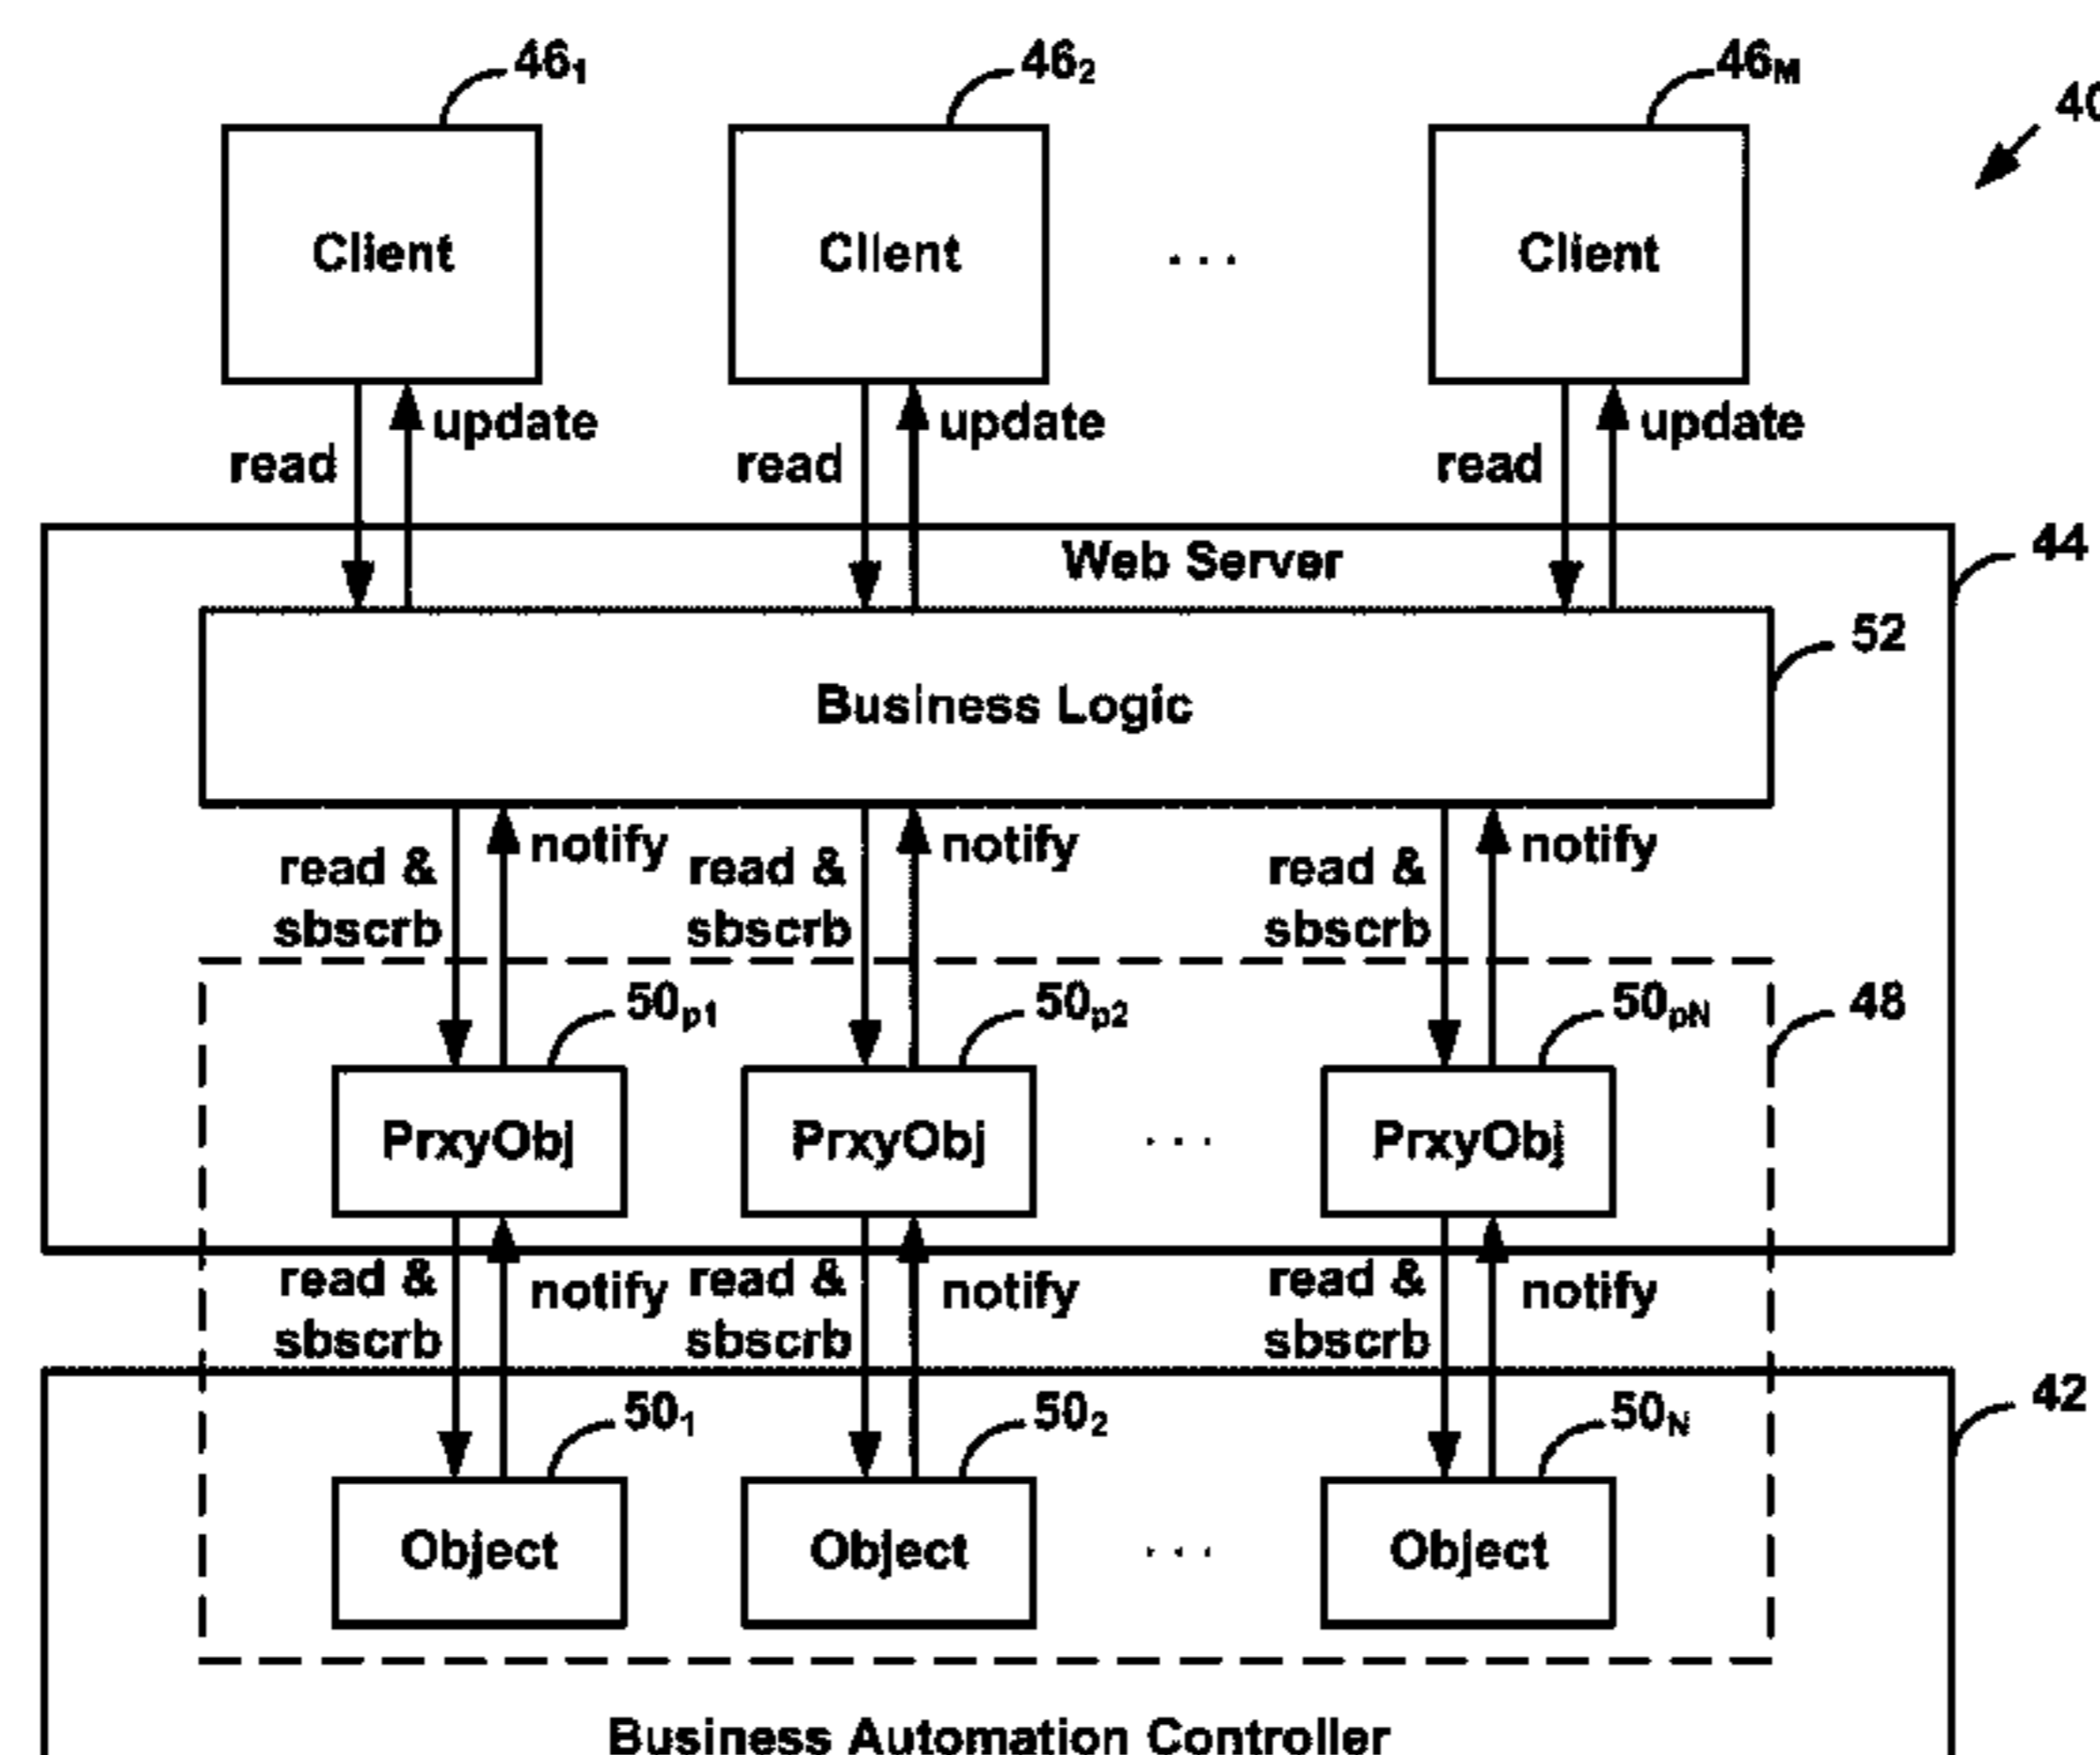 46₁ 46₂ 46M
40
Client Client ... Client
update update update
read read read
Web Server 44
52
Business Logic
notify notify notify
read & read & read &
sbscrb sbscrb sbscrb
50p1 50p2 50pN 48
PrxyObj PrxyObj ... PrxyObj
read & notify read & notify read & notify
sbscrb sbscrb sbscrb
50₁ 50₂ 50N 42
Object Object ... Object
Business Automation Controller